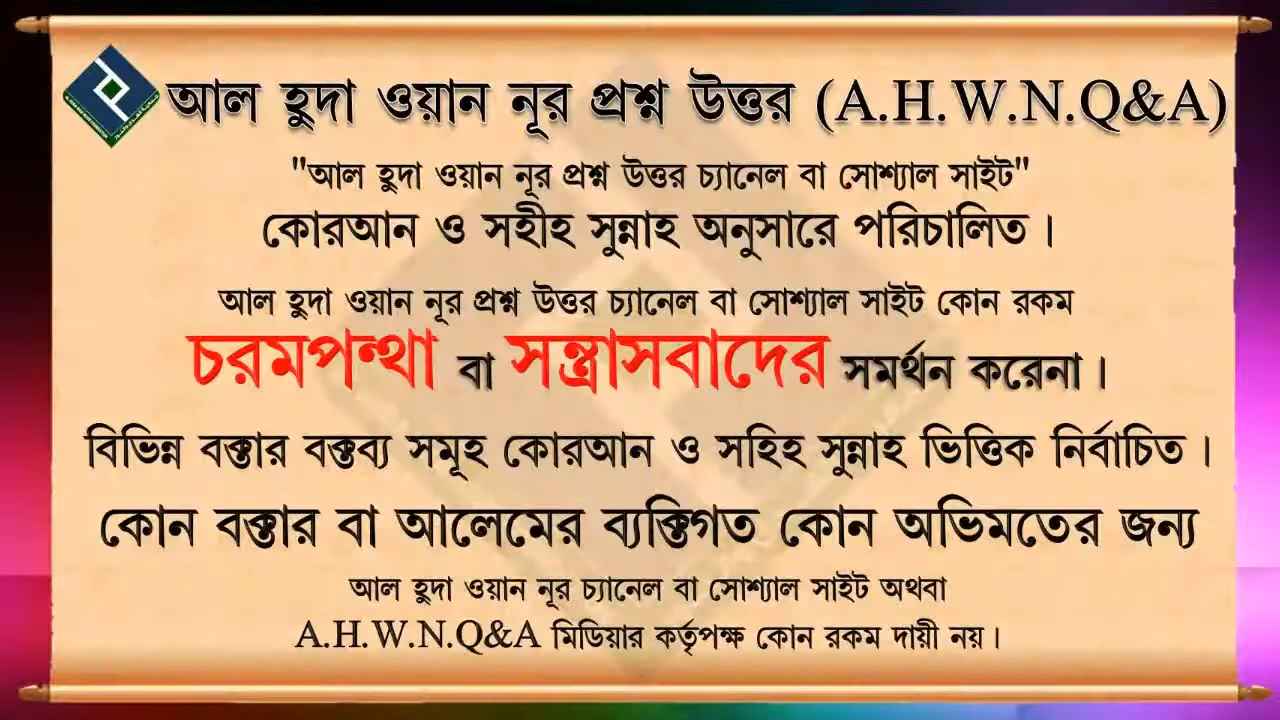 আল হুদা ওয়ান নূর প্রশ্ন উত্তর (A.H.W.N.Q&A)
"আল হুদা ওয়ান নূর প্রশ্ন উত্তর চ্যানেল বা সোশ্যাল সাইট"
কোরআন ও সহীহ সুন্নাহ অনুসারে পরিচালিত।
আল হুদা ওয়ান নূর প্রশ্ন উত্তর চ্যানেল বা সোশ্যাল সাইট কোন রকম
চরমপন্থা বা সন্ত্রাসবাদের সমর্থন করেনা।
বিভিন্ন বক্তার বক্তব্য সমূহ কোরআন ও সহিহ সুন্নাহ ভিত্তিক নির্বাচিত।
কোন বক্তার বা আলেমের ব্যক্তিগত কোন অভিমতের জন্য
আল হুদা ওয়ান নূর চ্যানেল বা সোশ্যাল সাইট অথবা
A.H.W.N.Q&A মিডিয়ার কর্তৃপক্ষ কোন রকম দায়ী নয়।